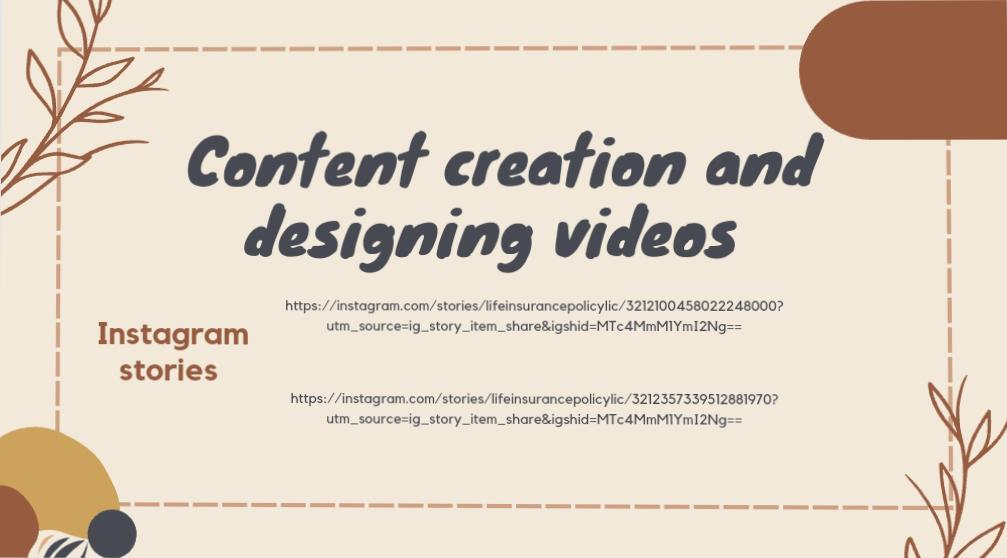 Content creation and
designing videos
https://instagram.com/stories/lifeinsurancepolicylic/3212100458022248000?
utm_source=ig_story_item_share&igshid=MTc4MmM1YmI2Ng==
Instagram
stories
https://instagram.com/stories/lifeinsurancepolicylic/3212357339512881970?
utm_source=ig_story_item_share&igshid=MTc4MmM1YmI2Ng==